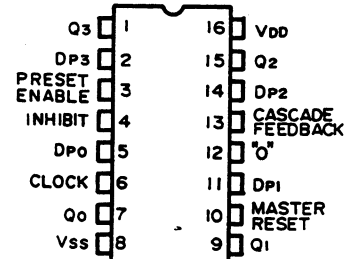 Q3 1 16 VDD
DP3 2 15 Q2
PRESET
ENABLE 3 14 DP2
INHIBIT 4 13 CASCADE
FEEDBACK
DP0 5 12 "0"
CLOCK 6 11 DP1
Q0 7 10 MASTER
RESET
VSS 8 9 Q1